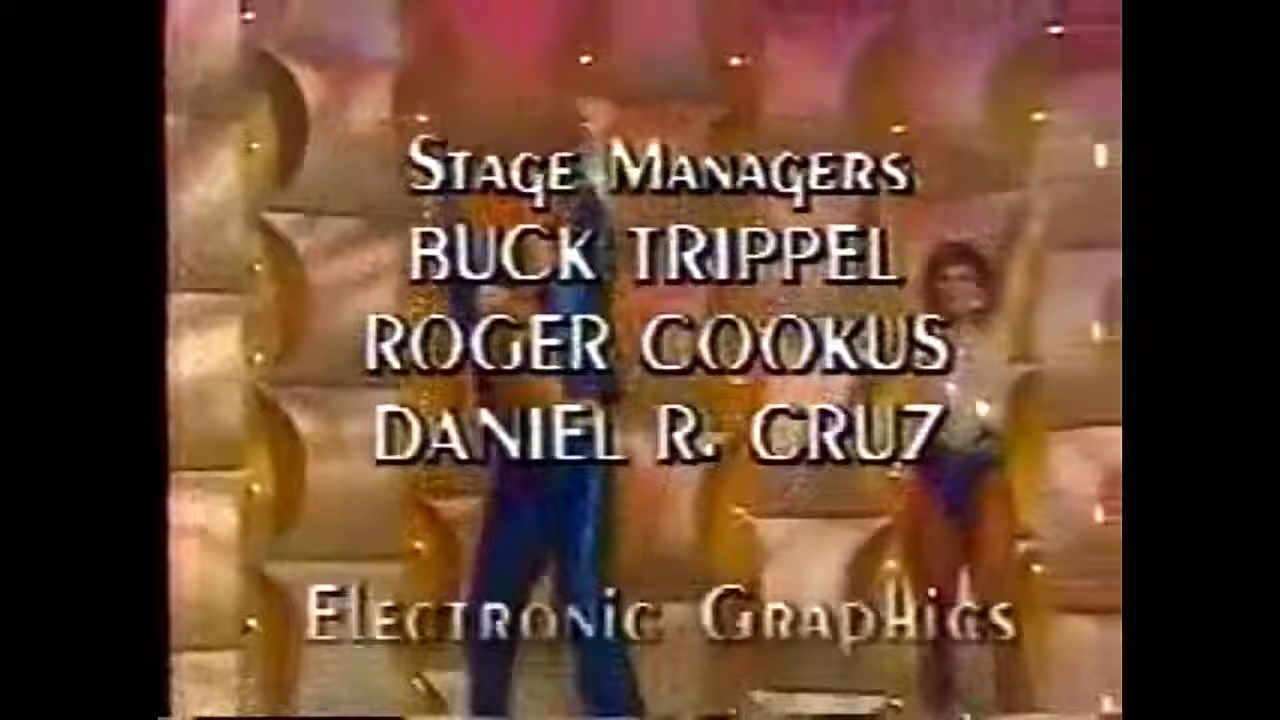 Stage Managers
BUCK TRIPPEL
ROGER COOKUS
DANIEL R. CRUZ
Electronic Graphics